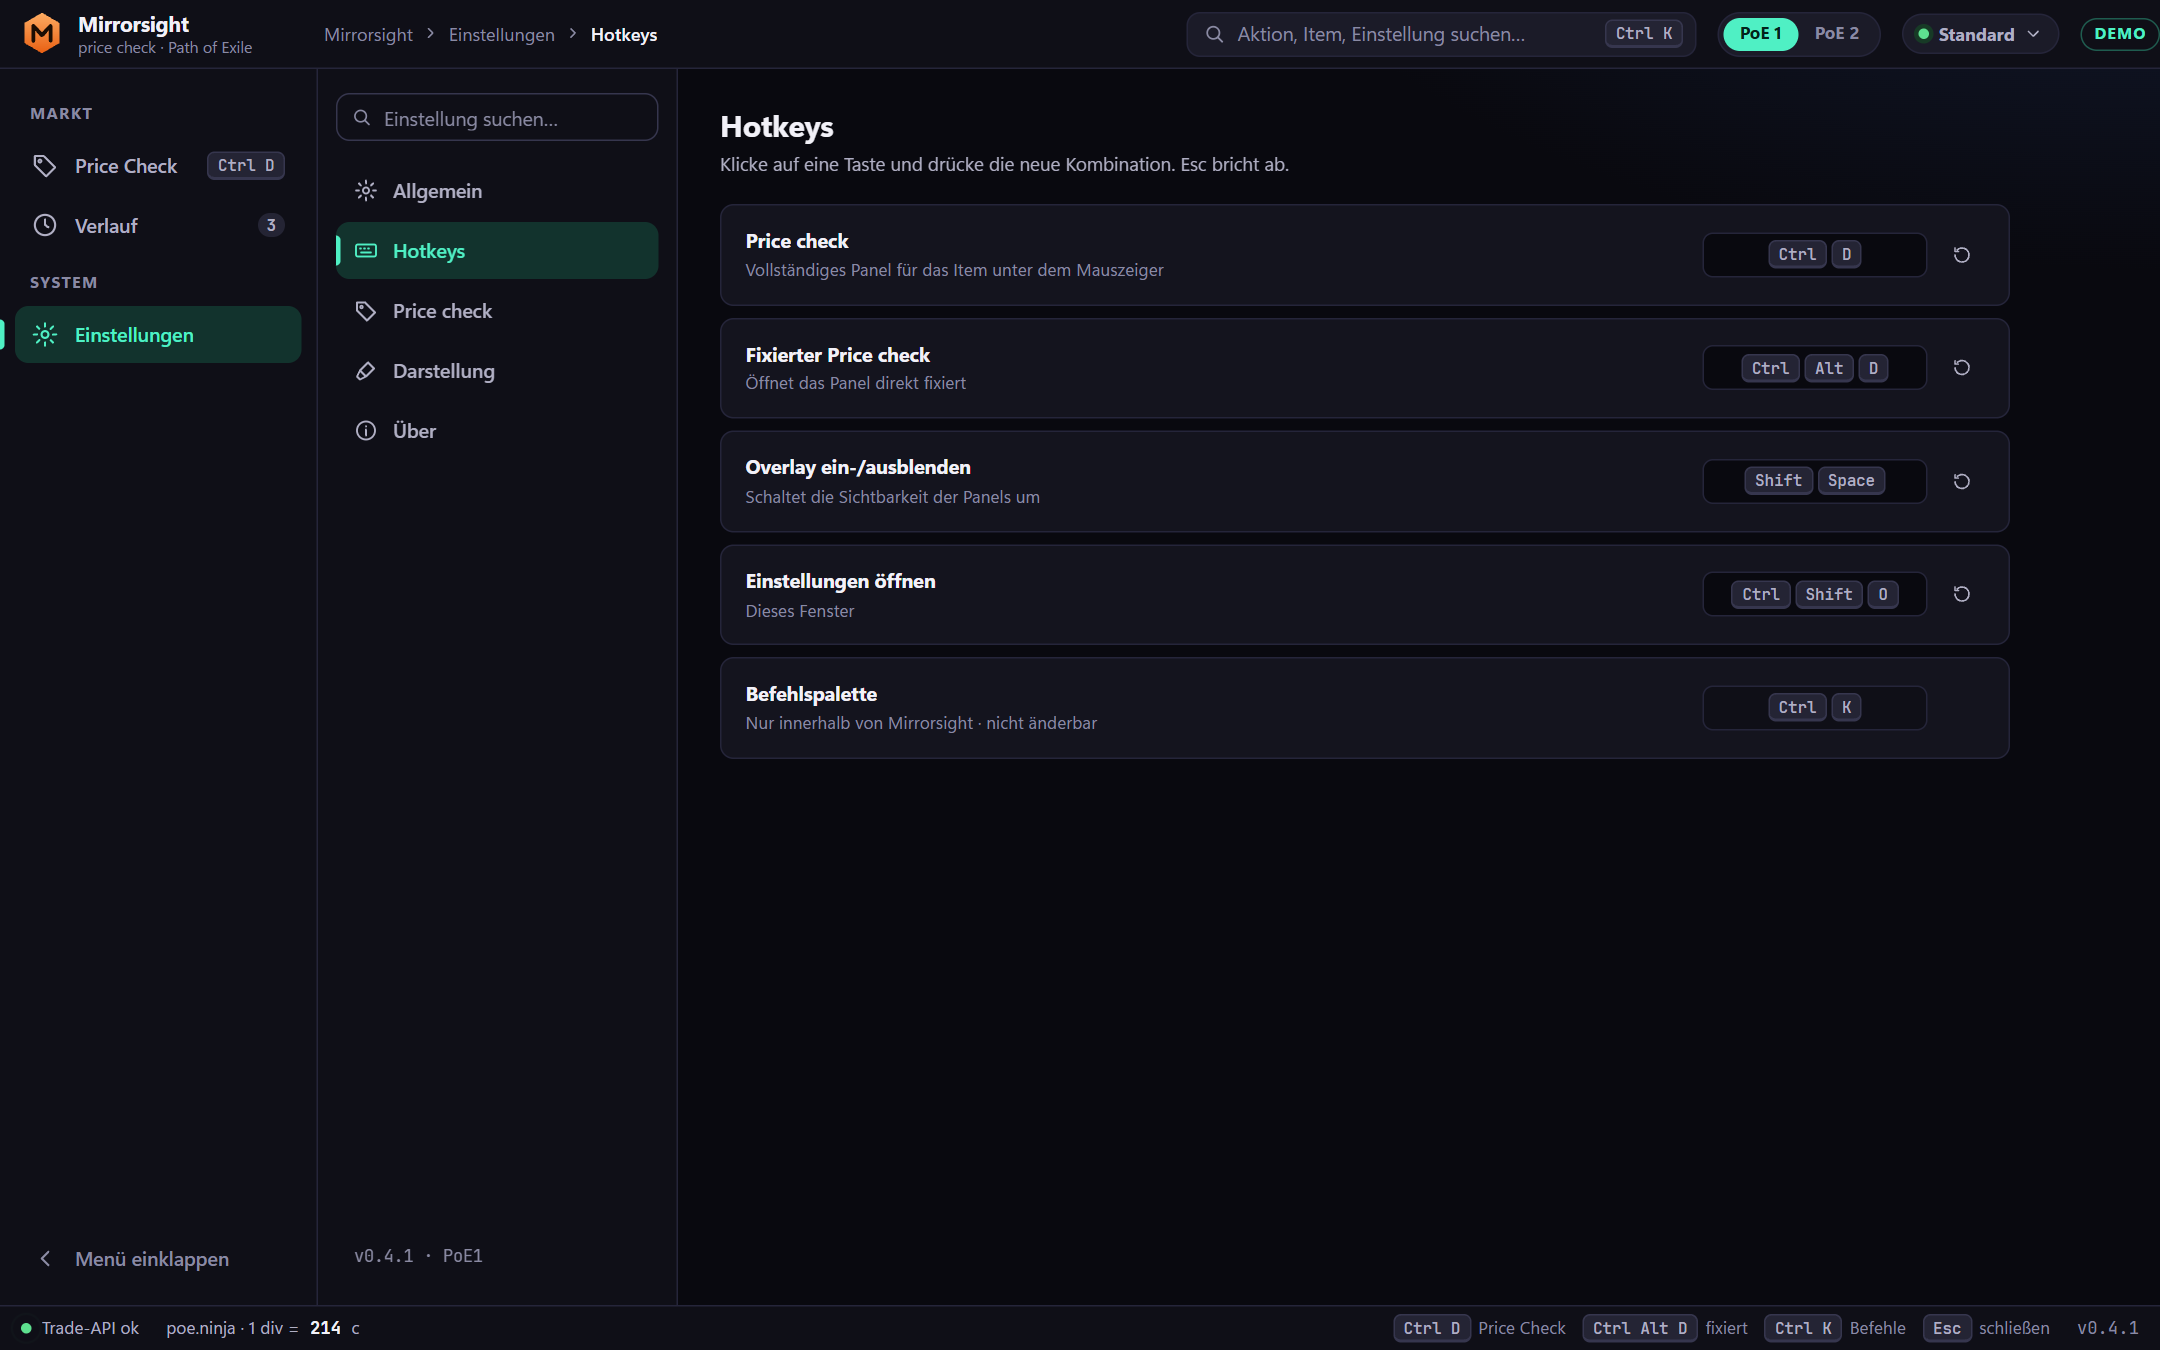 Mirrorsight
price check · Path of Exile
Mirrorsight > Einstellungen > Hotkeys
Aktion, Item, Einstellung suchen... Ctrl K
PoE 1 PoE 2
Standard
DEMO
MARKT
Price Check Ctrl D
Verlauf 3
SYSTEM
Einstellungen
Menü einklappen
Einstellung suchen...
Allgemein
Hotkeys
Price check
Darstellung
Über
v0.4.1 · PoE1
Hotkeys
Klicke auf eine Taste und drücke die neue Kombination. Esc bricht ab.
Price check
Vollständiges Panel für das Item unter dem Mauszeiger
Ctrl D
Fixierter Price check
Öffnet das Panel direkt fixiert
Ctrl Alt D
Overlay ein-/ausblenden
Schaltet die Sichtbarkeit der Panels um
Shift Space
Einstellungen öffnen
Dieses Fenster
Ctrl Shift O
Befehlspalette
Nur innerhalb von Mirrorsight · nicht änderbar
Ctrl K
Trade-API ok poe.ninja · 1 div = 214 c
Ctrl D Price Check Ctrl Alt D fixiert Ctrl K Befehle Esc schließen v0.4.1